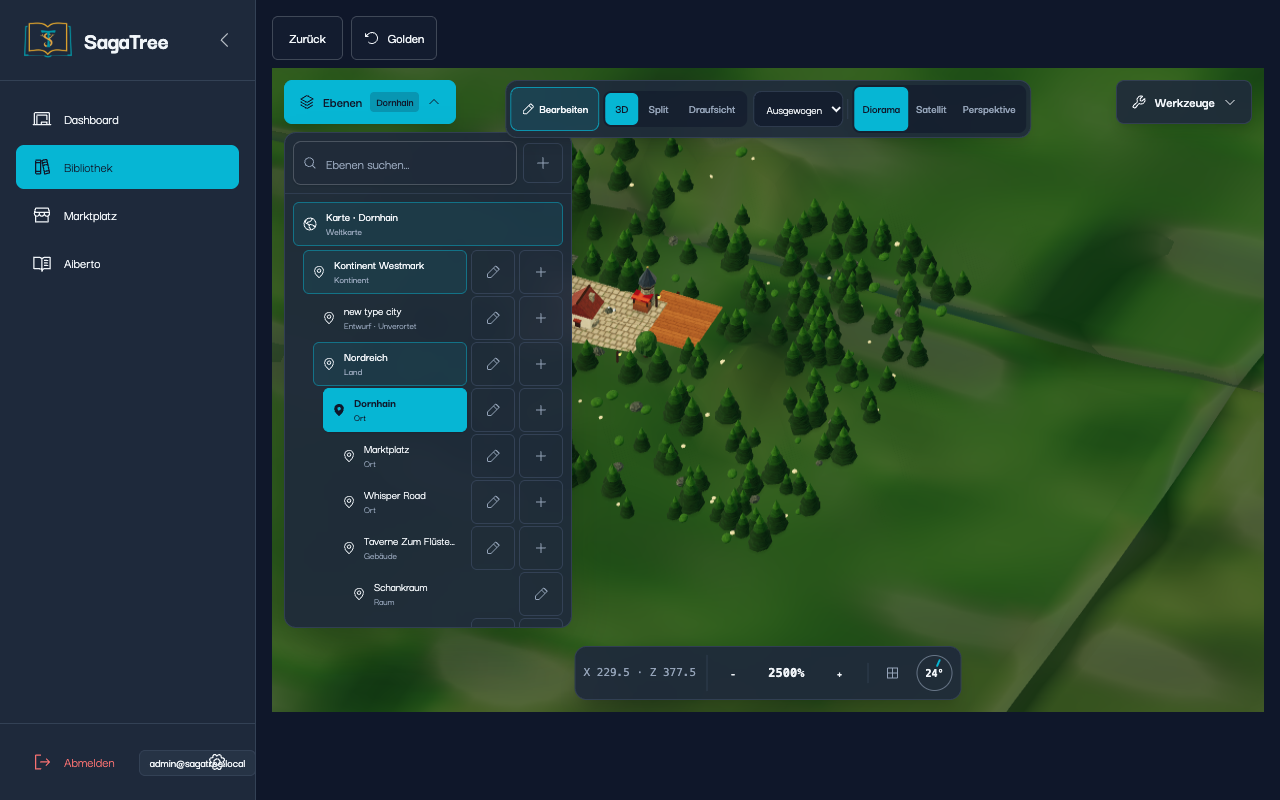 SagaTree
Dashboard
Bibliothek
Marktplatz
Alberto
Abmelden
Zurück
Golden
Ebenen Dornhain
Bearbeiten 3D Split Draufsicht Ausgewogen Diorama Satellit Perspektive
Werkzeuge
Ebenen suchen...
Karte · Dornhain
Weltkarte
Kontinent Westmark
Kontinent
new type city
Entwurf · Unverortet
Nordreich
Land
Dornhain
Ort
Marktplatz
Ort
Whisper Road
Ort
Taverne Zum Flüste...
Gebäude
Schankraum
Raum
X 229.5 · Z 377.5 - 2500% + 24°